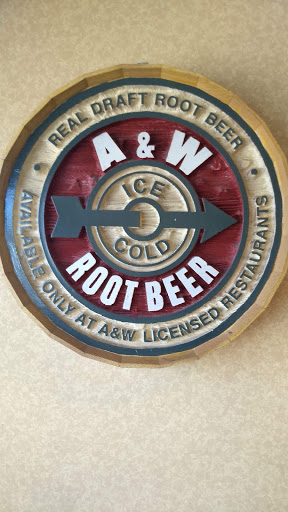 REAL DRAFT ROOT BEER
A & W
ICE
COLD
ROOT BEER
AVAILABLE ONLY AT A&W LICENSED RESTAURANTS